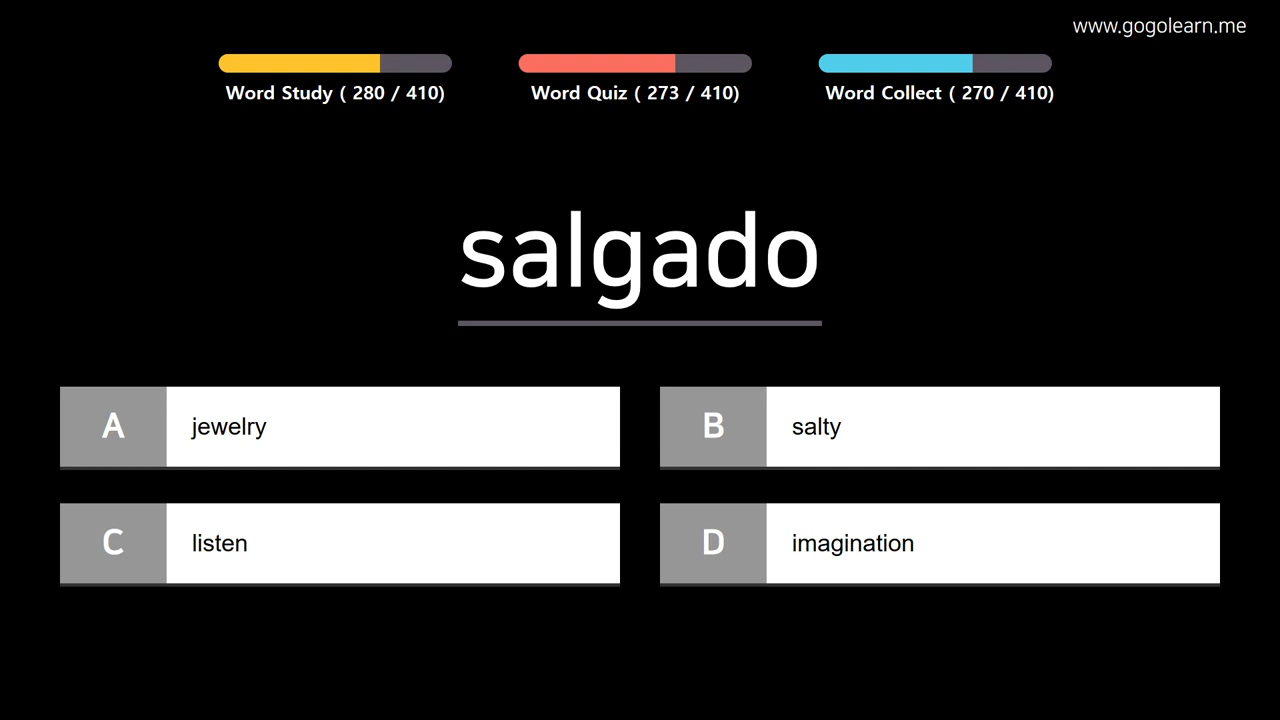 www.gogolearn.me
Word Study ( 280 / 410)
Word Quiz ( 273 / 410)
Word Collect ( 270 / 410)
salgado
A jewelry
B salty
C listen
D imagination